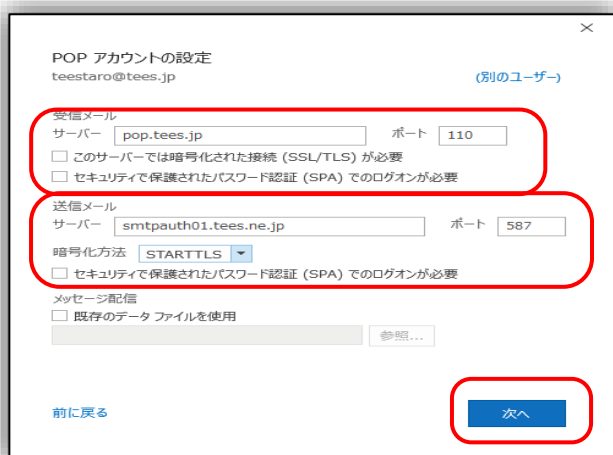 POP アカウントの設定
teestaro@tees.jp (別のユーザー)
受信メール
サーバー pop.tees.jp ポート 110
このサーバーでは暗号化された接続 (SSL/TLS) が必要
セキュリティで保護されたパスワード認証 (SPA) でのログオンが必要
送信メール
サーバー smtpauth01.tees.ne.jp ポート 587
暗号化方法 STARTTLS
セキュリティで保護されたパスワード認証 (SPA) でのログオンが必要
メッセージ配信
既存のデータ ファイルを使用
参照...
前に戻る 次へ